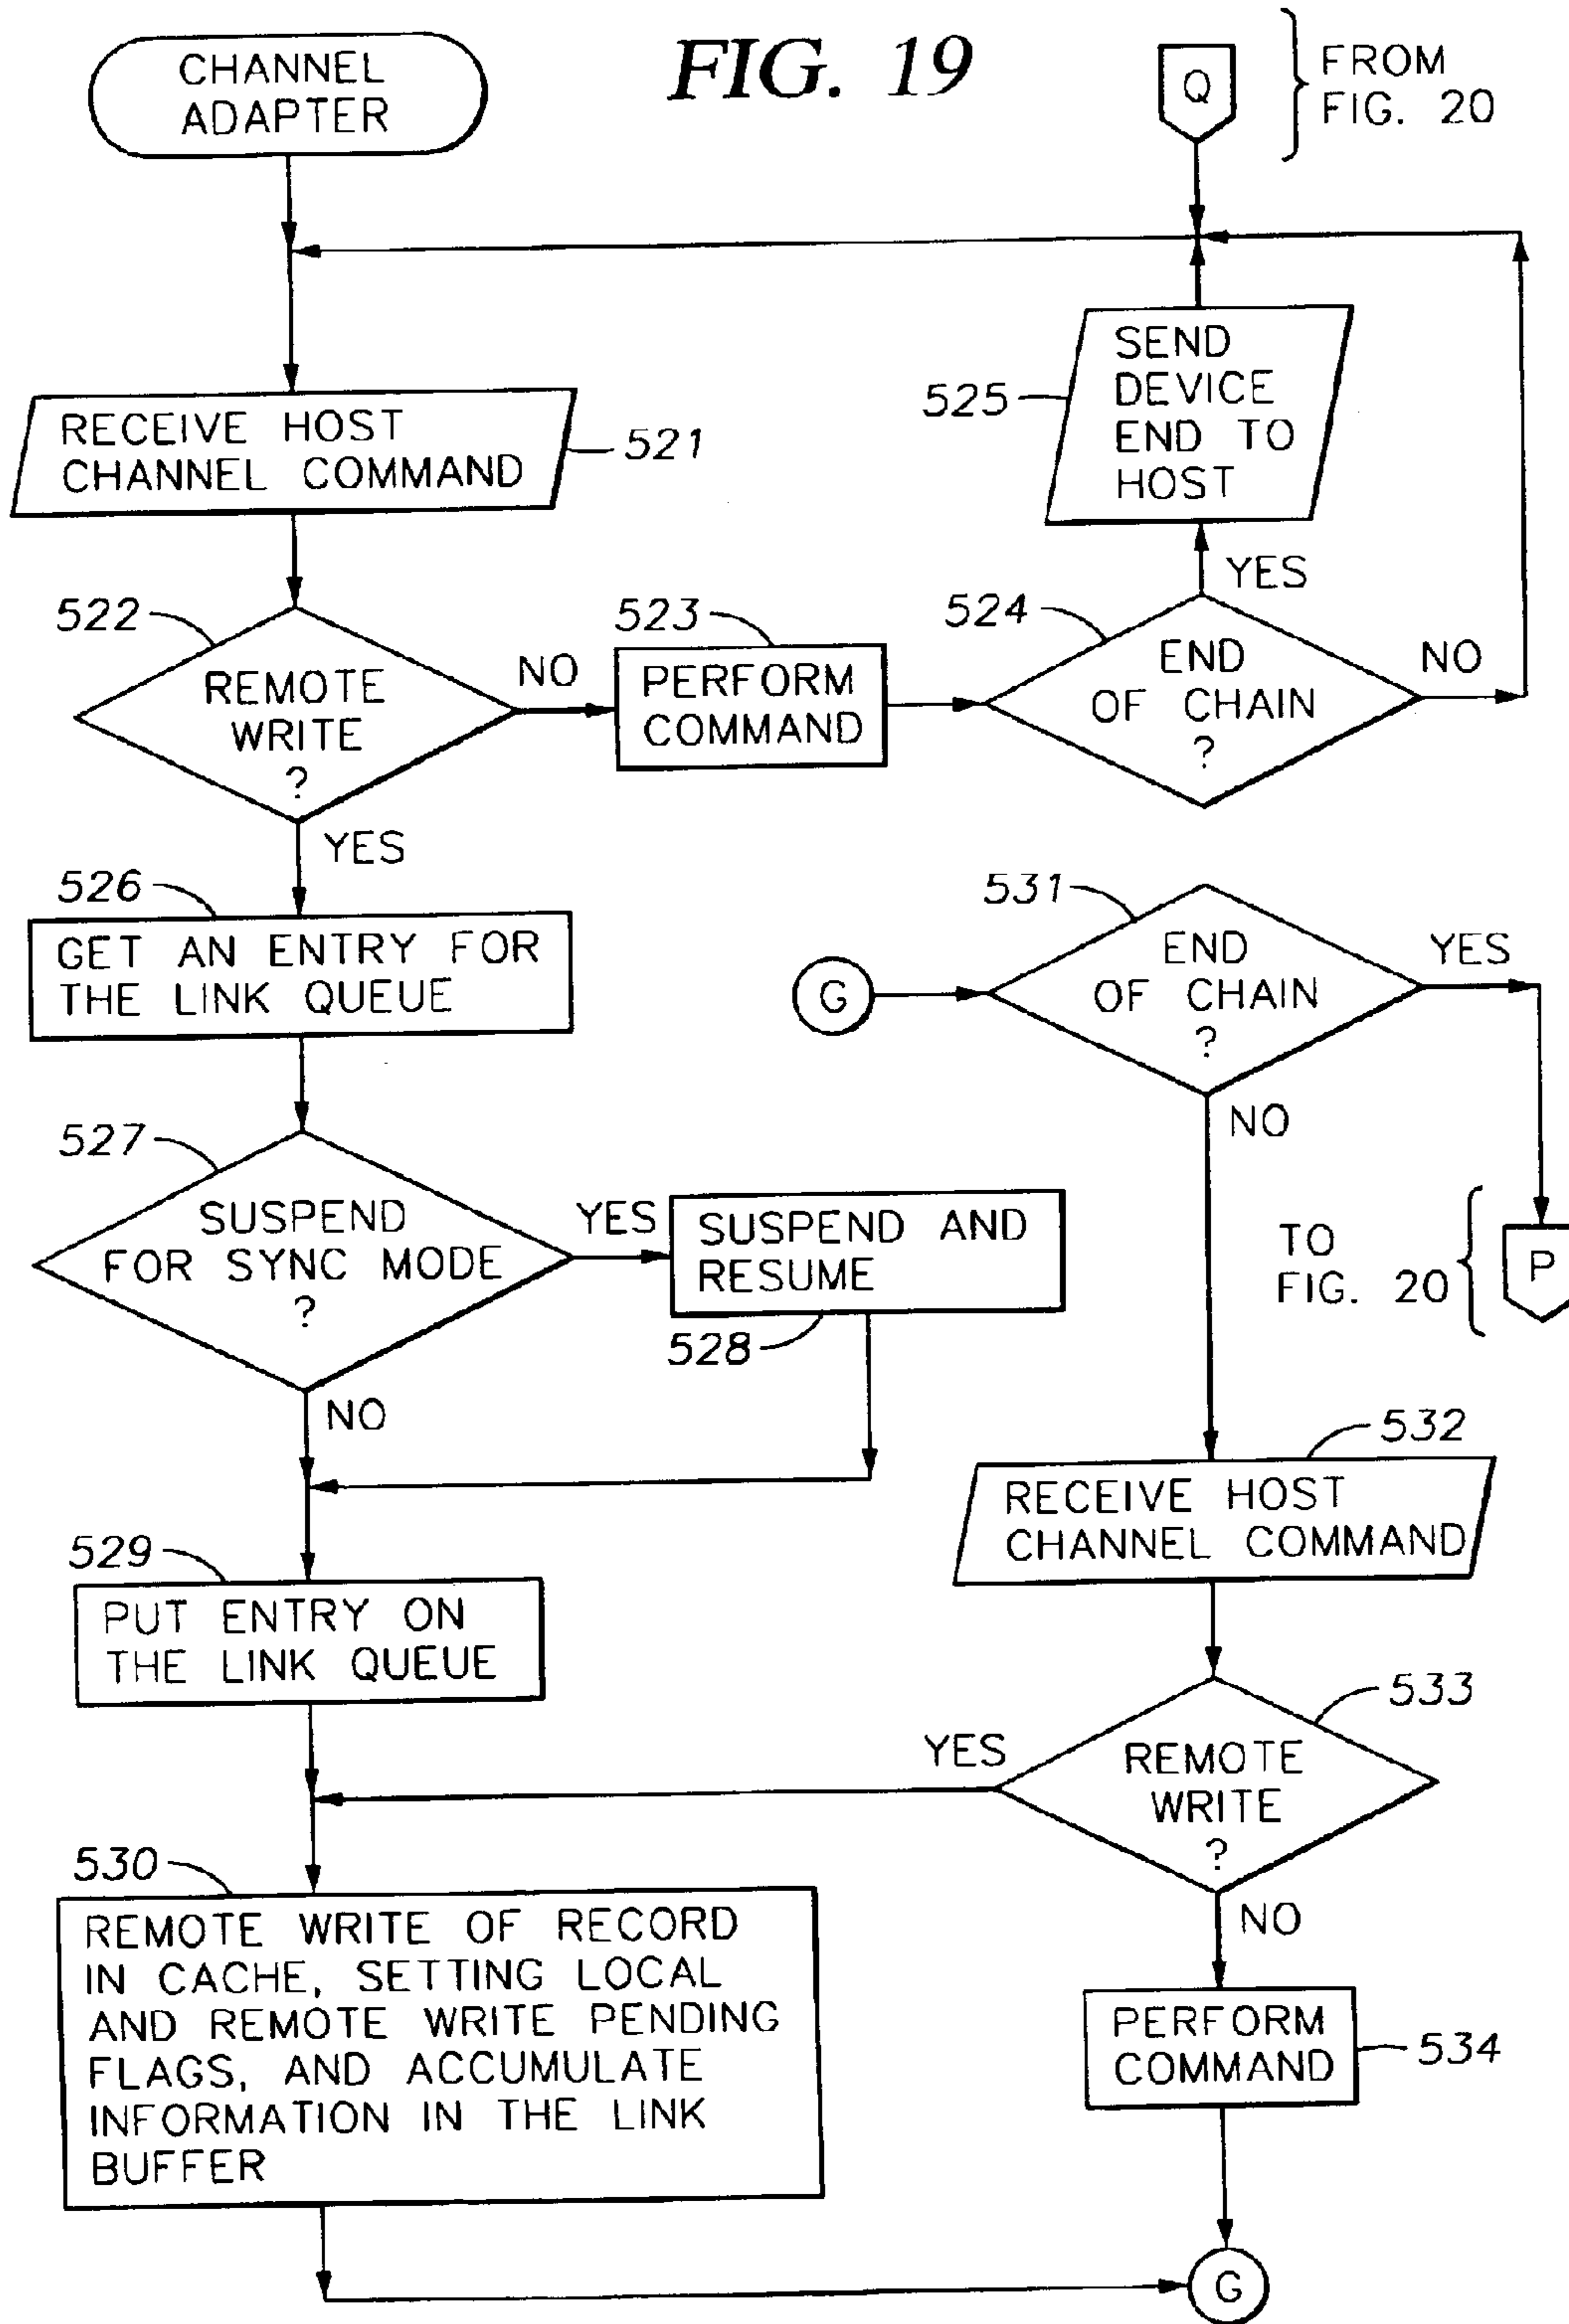 FIG. 19
CHANNEL
ADAPTER
Q
FROM
FIG. 20
RECEIVE HOST
CHANNEL COMMAND
521
SEND
DEVICE
END TO
HOST
525
522
REMOTE
WRITE
?
NO
523
PERFORM
COMMAND
524
END
OF CHAIN
?
YES
NO
YES
526
GET AN ENTRY FOR
THE LINK QUEUE
527
SUSPEND
FOR SYNC MODE
?
YES
SUSPEND AND
RESUME
528
NO
529
PUT ENTRY ON
THE LINK QUEUE
530
REMOTE WRITE OF RECORD
IN CACHE, SETTING LOCAL
AND REMOTE WRITE PENDING
FLAGS, AND ACCUMULATE
INFORMATION IN THE LINK
BUFFER
G
531
END
OF CHAIN
?
YES
NO
TO
FIG. 20
P
532
RECEIVE HOST
CHANNEL COMMAND
533
REMOTE
WRITE
?
YES
NO
PERFORM
COMMAND
534
G